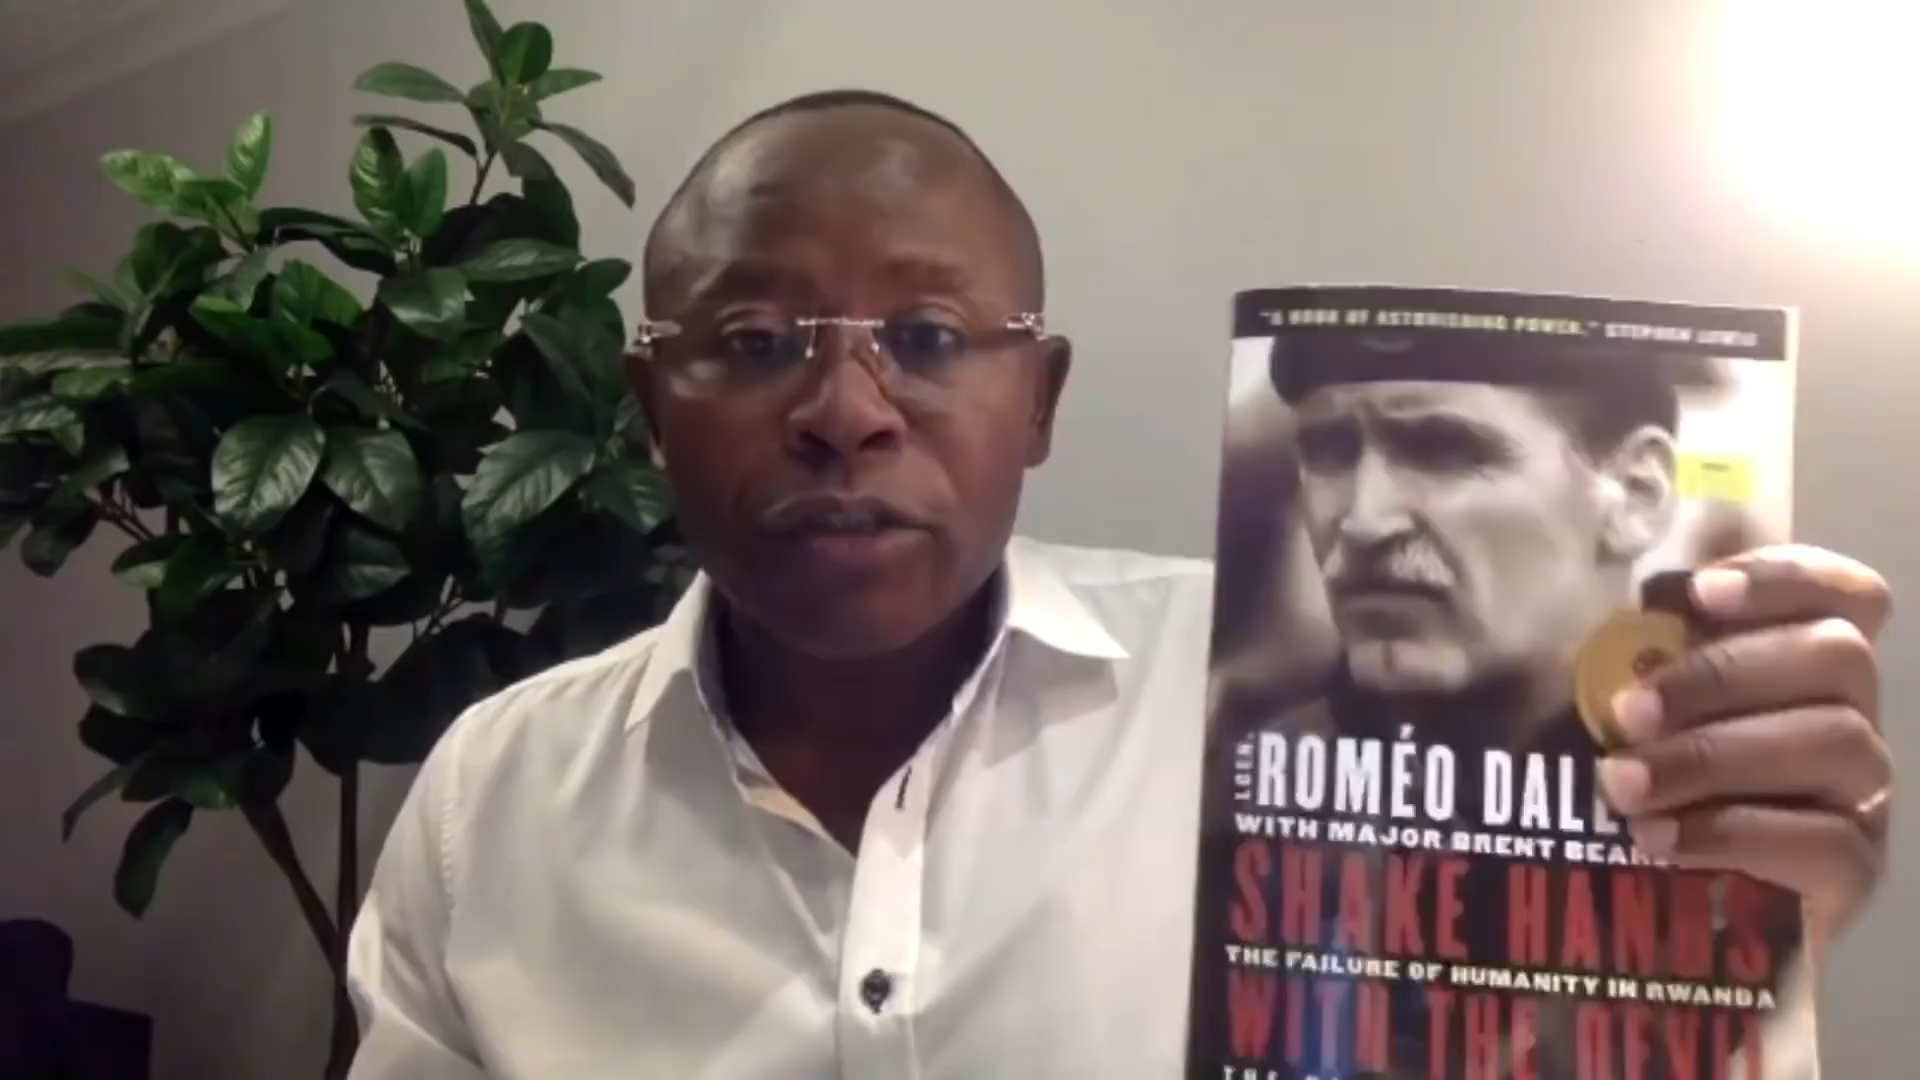 "A BOOK OF ASTONISHING POWER." STEPHEN LEWIS
LGEN.
ROMÉO DALL
WITH MAJOR BRENT BEAR
SHAKE HANDS
THE FAILURE OF HUMANITY IN RWANDA
WITH THE DEVIL